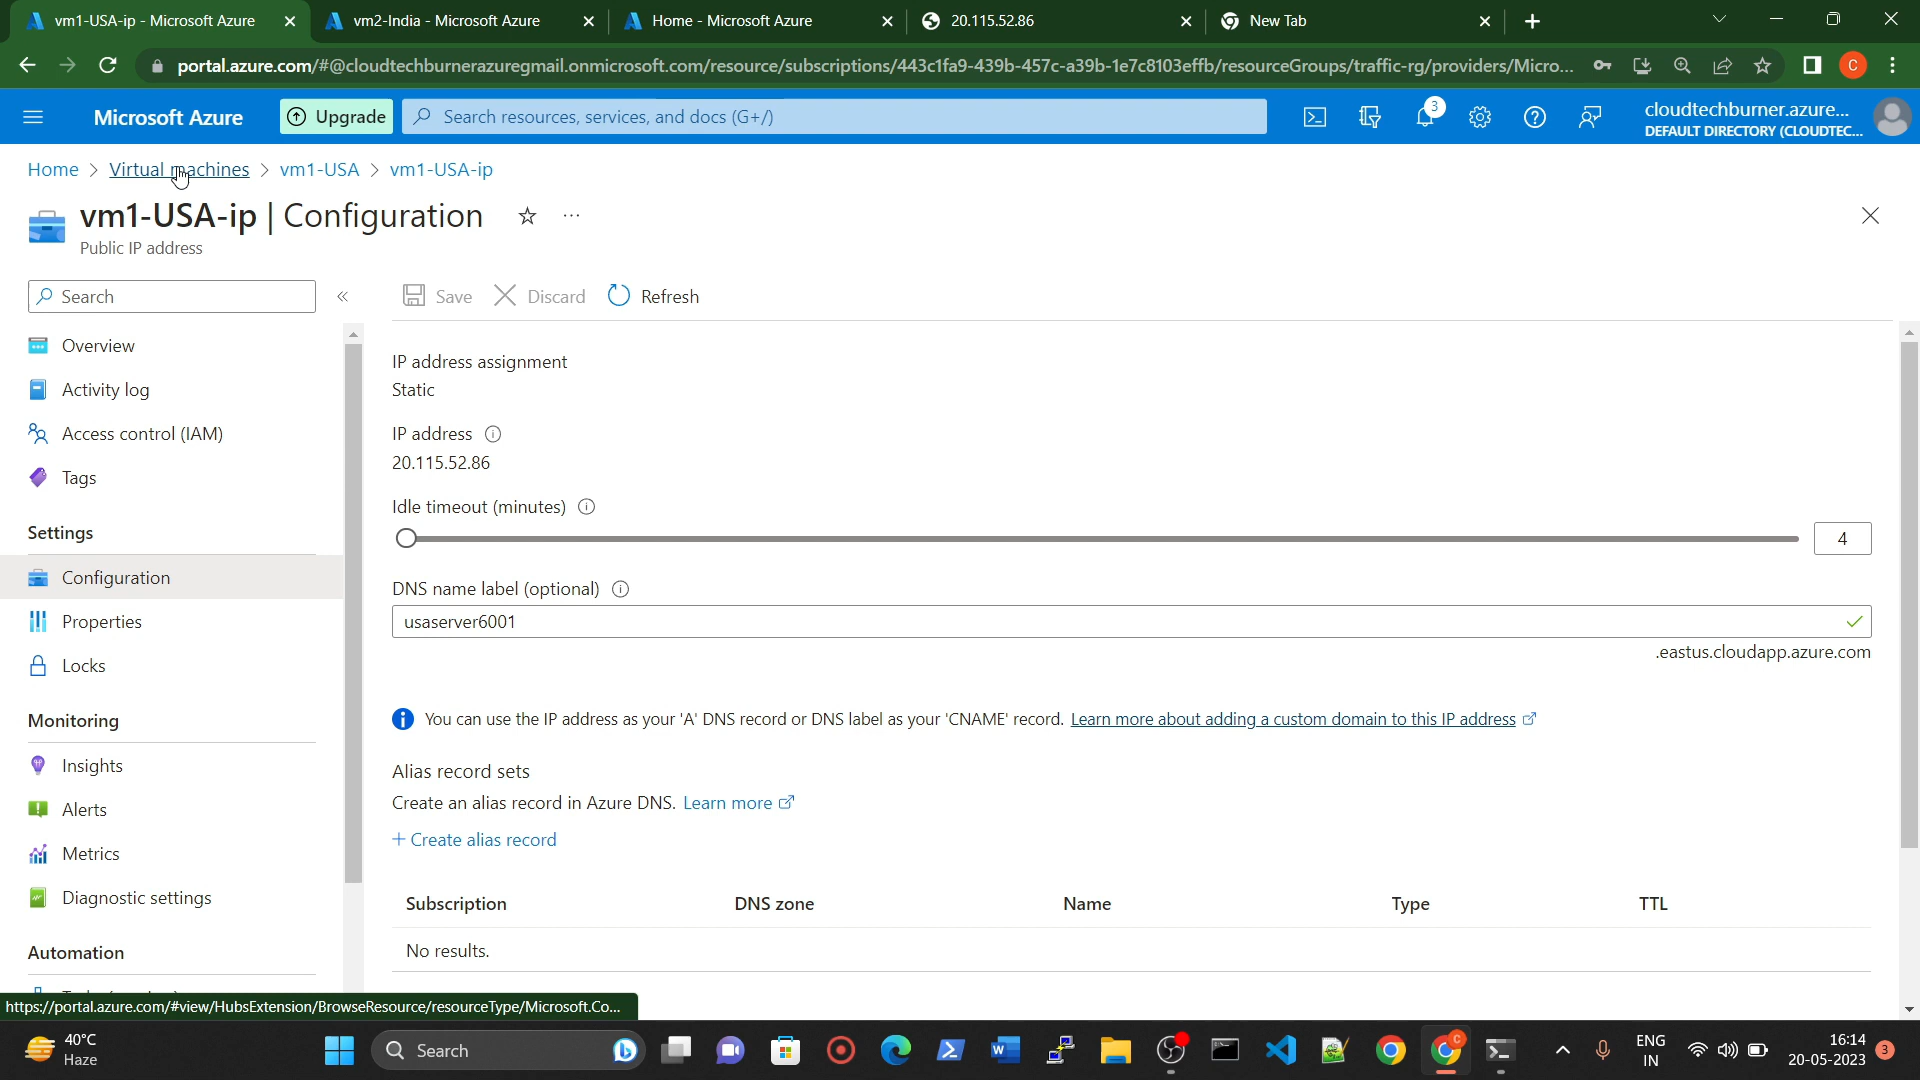 vm1-USA-ip - Microsoft Azure
vm2-India - Microsoft Azure
Home - Microsoft Azure
20.115.52.86
New Tab
portal.azure.com/#@cloudtechburnerazuregmail.onmicrosoft.com/resource/subscriptions/443c1fa9-439b-457c-a39b-1e7c8103effb/resourceGroups/traffic-rg/providers/Micro...
C
Microsoft Azure
Upgrade
Search resources, services, and docs (G+/)
3
cloudtechburner.azure...
DEFAULT DIRECTORY (CLOUDTEC...
Home > Virtual machines > vm1-USA > vm1-USA-ip
vm1-USA-ip | Configuration
Public IP address
Search
Save
Discard
Refresh
Overview
Activity log
Access control (IAM)
Tags
Settings
Configuration
Properties
Locks
Monitoring
Insights
Alerts
Metrics
Diagnostic settings
Automation
IP address assignment
Static
IP address
20.115.52.86
Idle timeout (minutes)
4
DNS name label (optional)
usaserver6001
.eastus.cloudapp.azure.com
You can use the IP address as your 'A' DNS record or DNS label as your 'CNAME' record. Learn more about adding a custom domain to this IP address
Alias record sets
Create an alias record in Azure DNS. Learn more
+ Create alias record
Subscription DNS zone Name Type TTL
No results.
https://portal.azure.com/#view/HubsExtension/BrowseResource/resourceType/Microsoft.Co...
40°C
Haze
Search
ENG
IN
16:14
20-05-2023
3